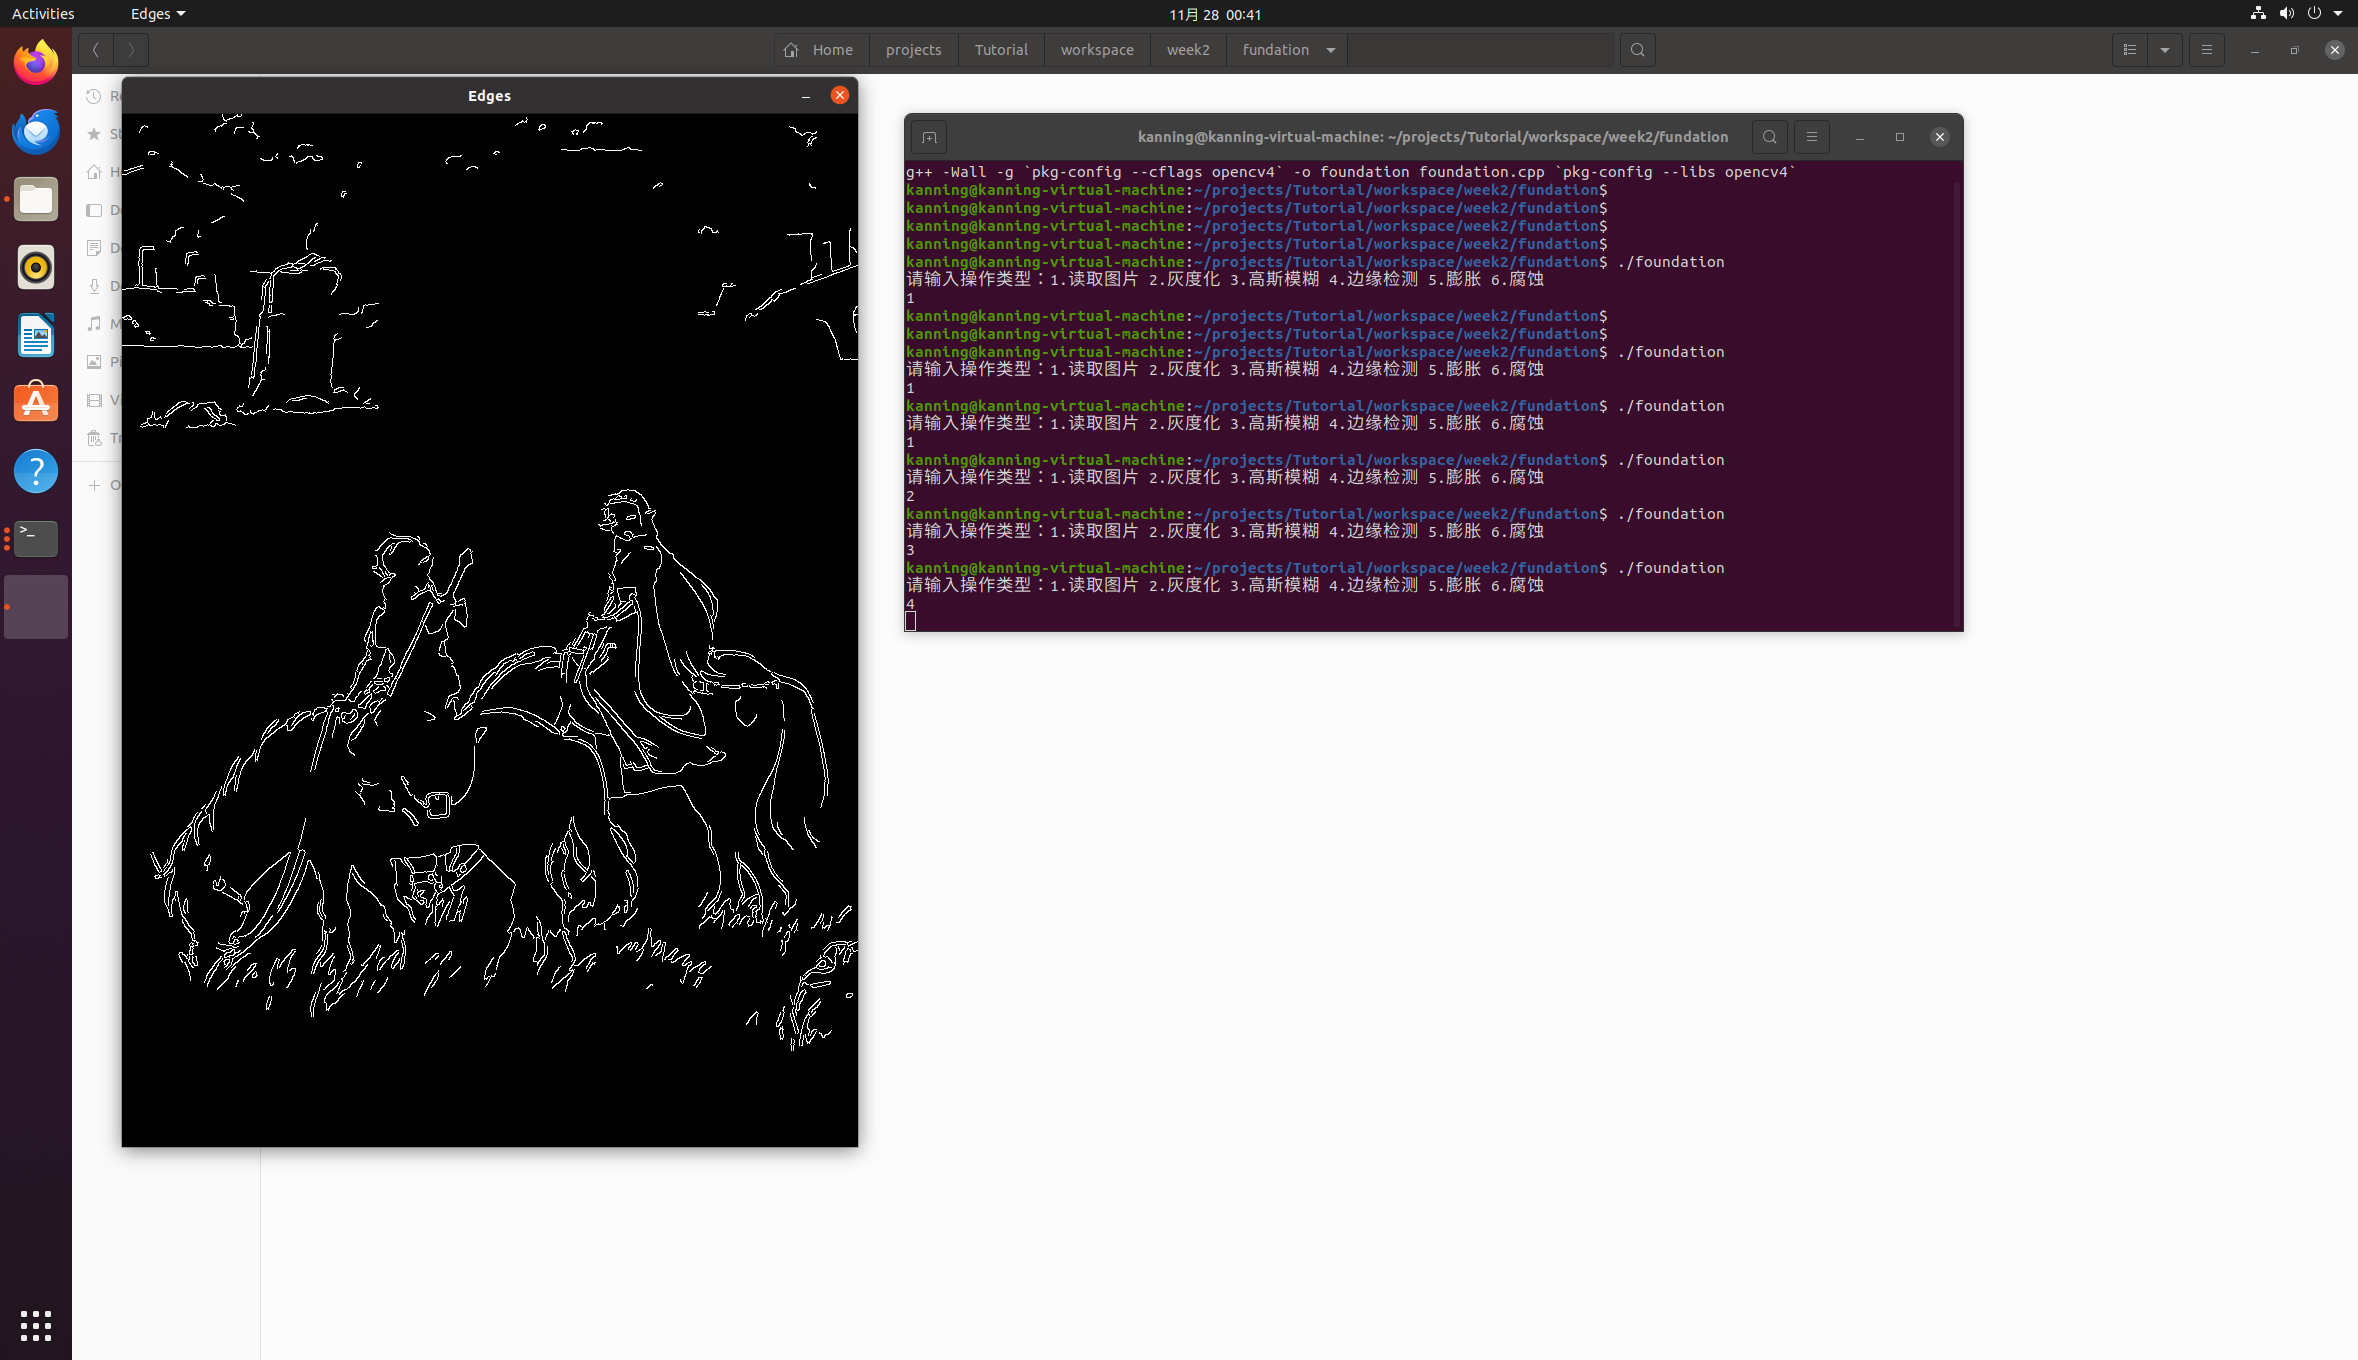 Activities
Edges
11月 28 00:41
Home
projects
Tutorial
workspace
week2
fundation
Edges
kanning@kanning-virtual-machine: ~/projects/Tutorial/workspace/week2/fundation
g++ -Wall -g `pkg-config --cflags opencv4` -o foundation foundation.cpp `pkg-config --libs opencv4`
kanning@kanning-virtual-machine:~/projects/Tutorial/workspace/week2/fundation$
kanning@kanning-virtual-machine:~/projects/Tutorial/workspace/week2/fundation$
kanning@kanning-virtual-machine:~/projects/Tutorial/workspace/week2/fundation$
kanning@kanning-virtual-machine:~/projects/Tutorial/workspace/week2/fundation$
kanning@kanning-virtual-machine:~/projects/Tutorial/workspace/week2/fundation$ ./foundation
请输入操作类型：1.读取图片 2.灰度化 3.高斯模糊 4.边缘检测 5.膨胀 6.腐蚀
1
kanning@kanning-virtual-machine:~/projects/Tutorial/workspace/week2/fundation$
kanning@kanning-virtual-machine:~/projects/Tutorial/workspace/week2/fundation$
kanning@kanning-virtual-machine:~/projects/Tutorial/workspace/week2/fundation$ ./foundation
请输入操作类型：1.读取图片 2.灰度化 3.高斯模糊 4.边缘检测 5.膨胀 6.腐蚀
1
kanning@kanning-virtual-machine:~/projects/Tutorial/workspace/week2/fundation$ ./foundation
请输入操作类型：1.读取图片 2.灰度化 3.高斯模糊 4.边缘检测 5.膨胀 6.腐蚀
1
kanning@kanning-virtual-machine:~/projects/Tutorial/workspace/week2/fundation$ ./foundation
请输入操作类型：1.读取图片 2.灰度化 3.高斯模糊 4.边缘检测 5.膨胀 6.腐蚀
2
kanning@kanning-virtual-machine:~/projects/Tutorial/workspace/week2/fundation$ ./foundation
请输入操作类型：1.读取图片 2.灰度化 3.高斯模糊 4.边缘检测 5.膨胀 6.腐蚀
3
kanning@kanning-virtual-machine:~/projects/Tutorial/workspace/week2/fundation$ ./foundation
请输入操作类型：1.读取图片 2.灰度化 3.高斯模糊 4.边缘检测 5.膨胀 6.腐蚀
4